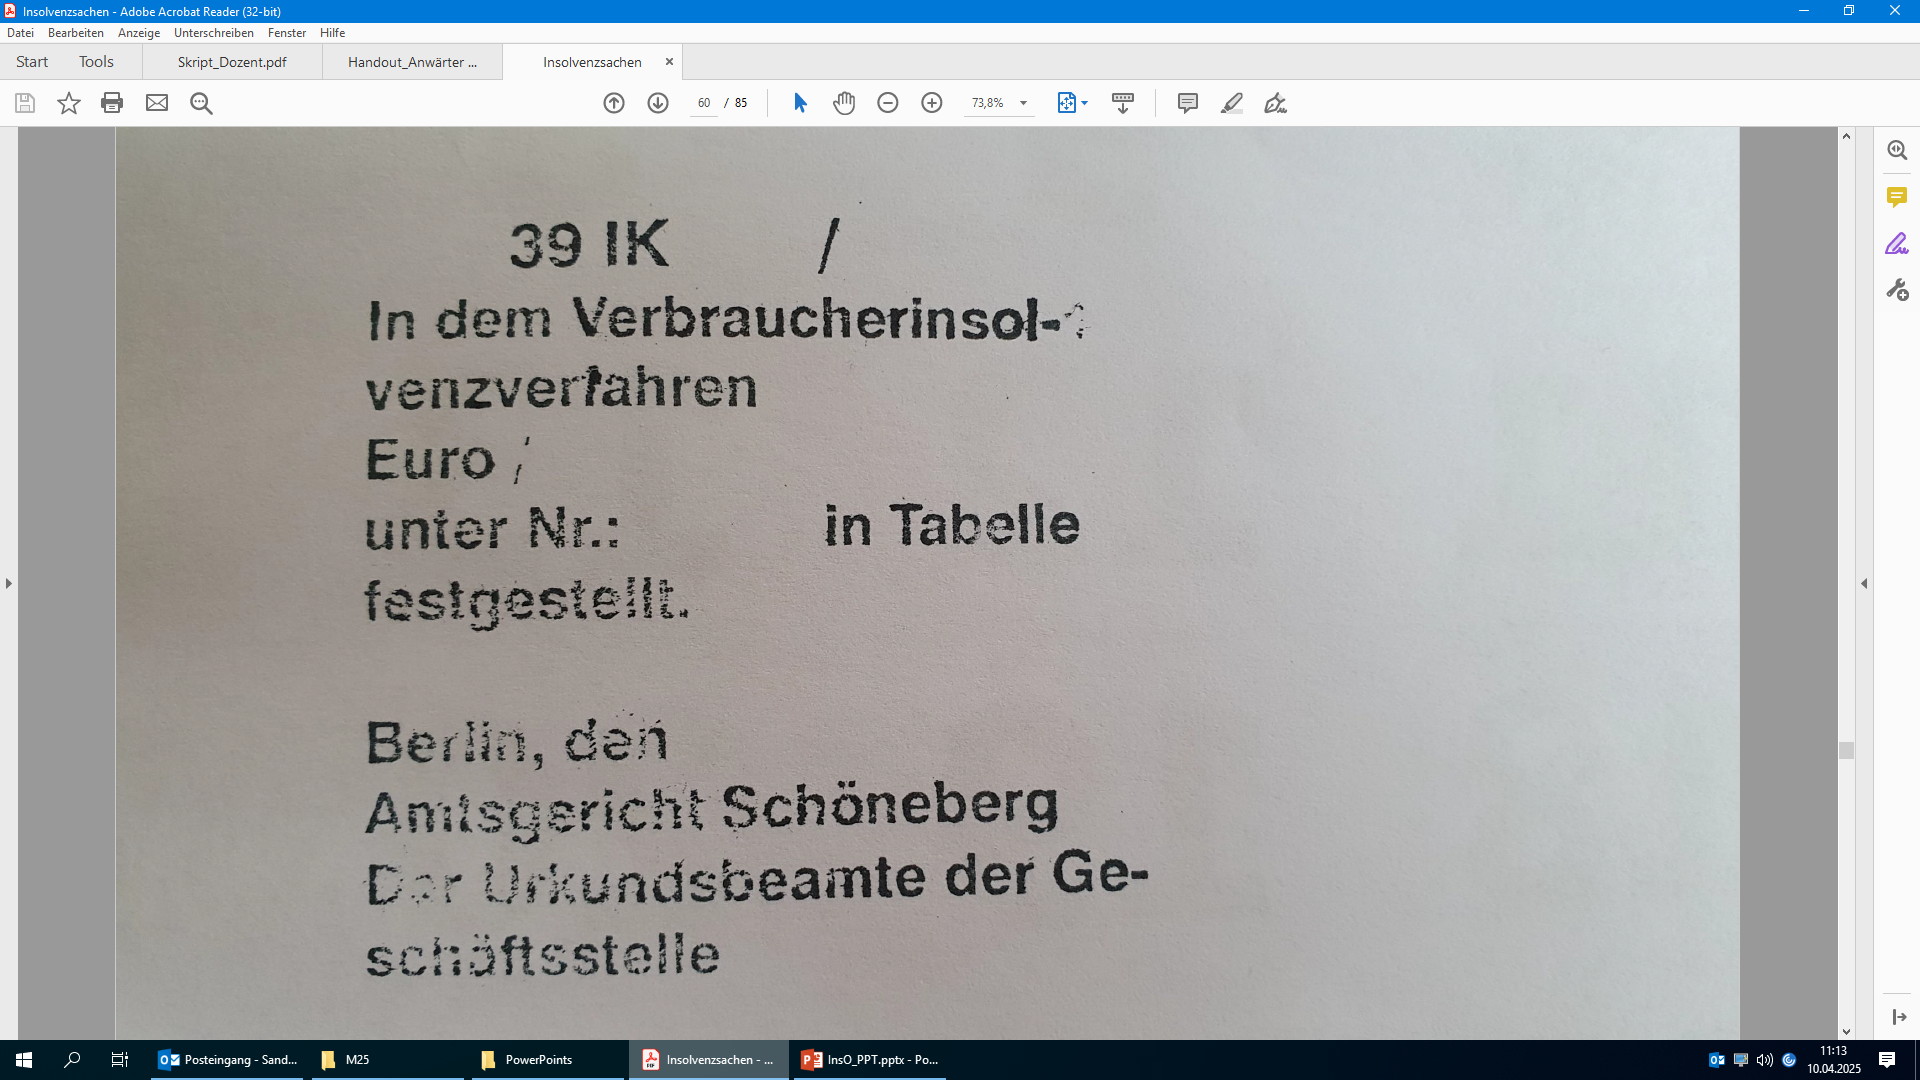 Insolvenzsachen - Adobe Acrobat Reader (32-bit)
Datei Bearbeiten Anzeige Unterschreiben Fenster Hilfe
Start Tools Skript_Dozent.pdf Handout_Anwärter ... Insolvenzsachen
60 / 85 73,8%
39 IK /
In dem Verbraucherinsol-
venzverfahren
Euro /
unter Nr.: in Tabelle
festgestellt.
Berlin, den
Amtsgericht Schöneberg
Der Urkundsbeamte der Ge-
schäftsstelle
Posteingang - Sand... M25 PowerPoints Insolvenzsachen - ... InsO_PPT.pptx - Po...
11:13
10.04.2025